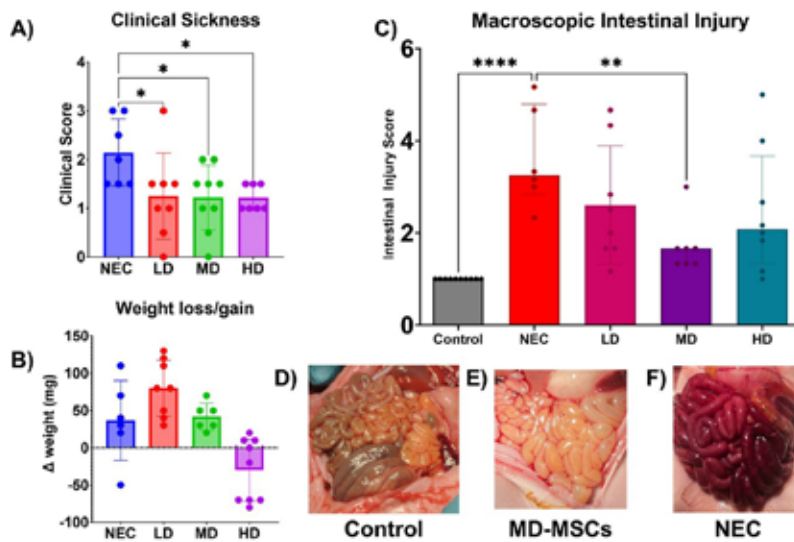 A)
Clinical Sickness
*
*
*
4
3
2
1
0
Clinical Score
NEC LD MD HD
Weight loss/gain
B)
150
100
50
0
-50
-100
Δ weight (mg)
NEC LD MD HD
C)
Macroscopic Intestinal Injury
**** **
6
4
2
0
Intestinal Injury Score
Control NEC LD MD HD
D)
E)
F)
Control
MD-MSCs
NEC